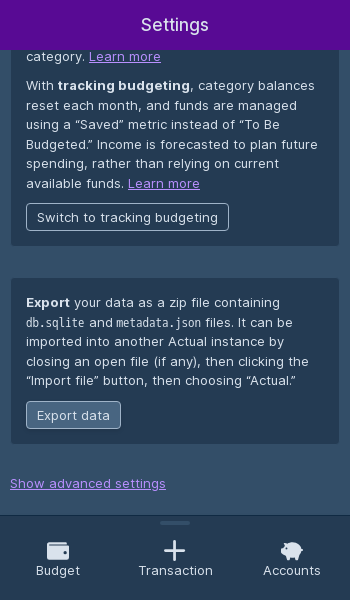 Settings
category. Learn more
With tracking budgeting, category balances
reset each month, and funds are managed
using a “Saved” metric instead of “To Be
Budgeted.” Income is forecasted to plan future
spending, rather than relying on current
available funds. Learn more
Switch to tracking budgeting
Export your data as a zip file containing
db.sqlite and metadata.json files. It can be
imported into another Actual instance by
closing an open file (if any), then clicking the
“Import file” button, then choosing “Actual.”
Export data
Show advanced settings
Budget
Transaction
Accounts